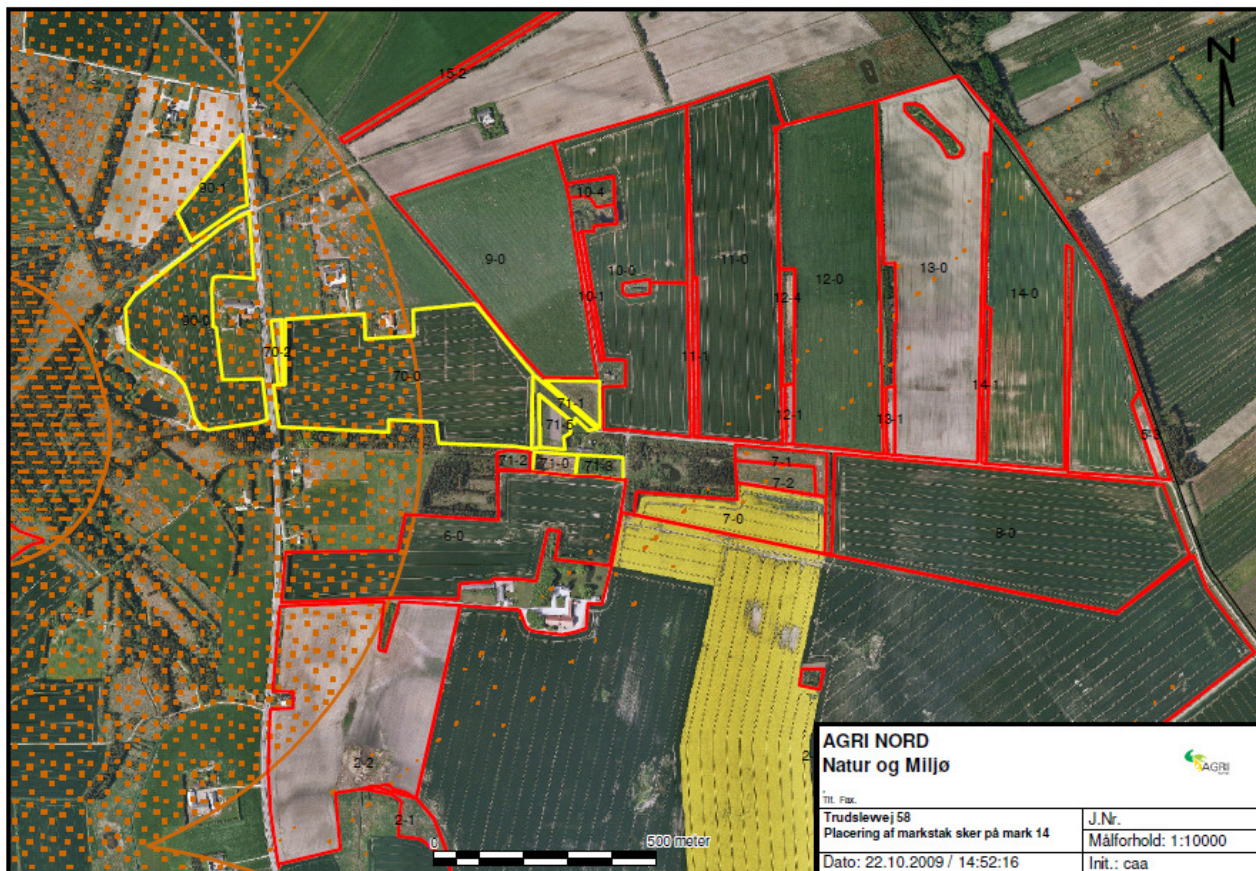 N
15-2
90-1
10-4
9-0
10-0
11-0
12-0
13-0
10-1
12-4
14-0
90-0
70-2
70-0
11-1
14-1
71-1
12-1
13-1
71-5
71-2
71-0
71-3
7-1
7-2
7-0
6-0
8-0
2-2
2-1
0
500 meter
AGRI NORD
Natur og Miljø
AGRI
Tlf. Fax.
Trudslevvej 58
Placering af markstak sker på mark 14
J.Nr.
Målforhold: 1:10000
Dato: 22.10.2009 / 14:52:16
Init.: caa